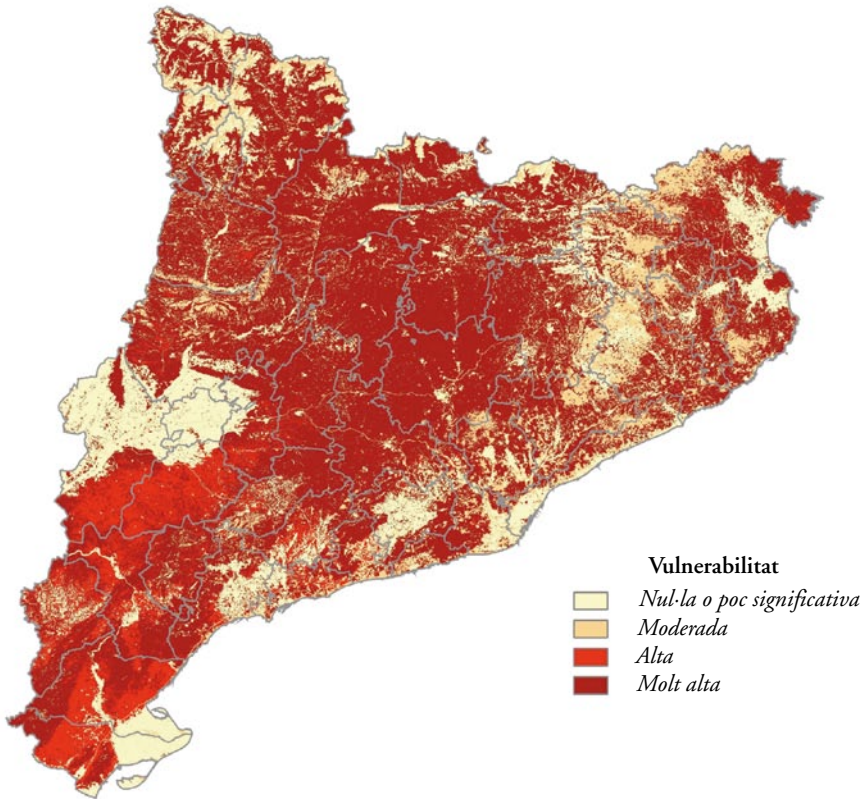 Vulnerabilitat
Nul·la o poc significativa
Moderada
Alta
Molt alta